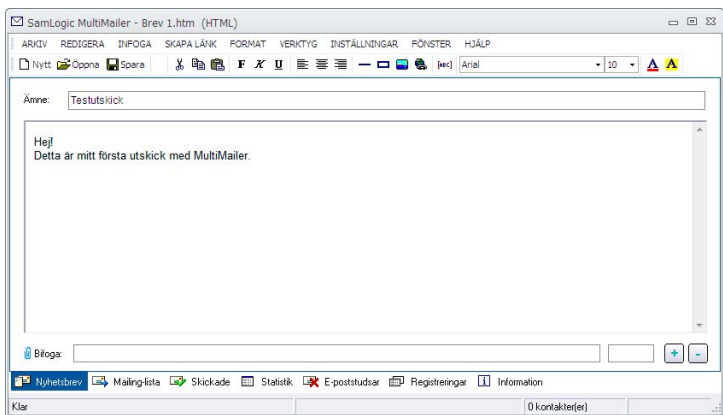 SamLogic MultiMailer - Brev 1.htm (HTML)
ARKIV REDIGERA INFOGA SKAPA LÄNK FORMAT VERKTYG INSTÄLLNINGAR FÖNSTER HJÄLP
Nytt Öppna Spara F K U [ABC] Arial 10 A A
Ämne: Testutskick
Hej!
Detta är mitt första utskick med MultiMailer.
Bifoga: + -
Nyhetsbrev Mailing-lista Skickade Statistik E-poststudsar Registreringar Information
Klar 0 kontakter(er)